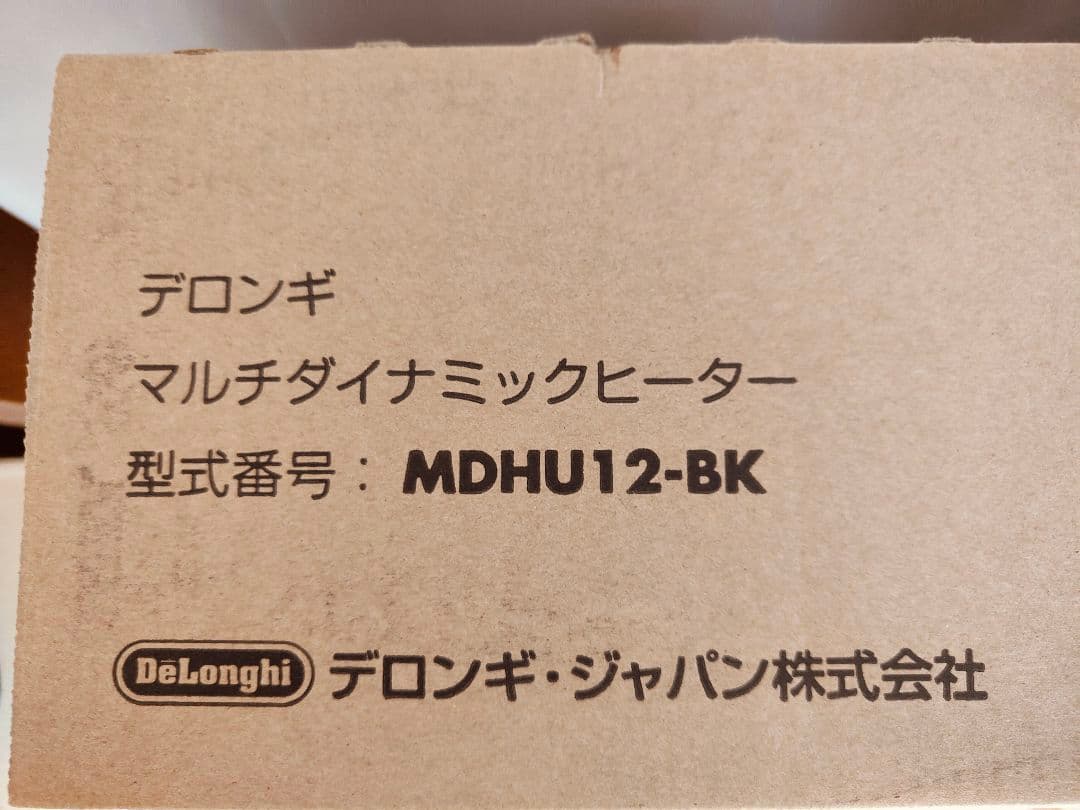 デロンギ
マルチダイナミックヒーター
型式番号： MDHU12-BK
DēLonghi デロンギ・ジャパン株式会社